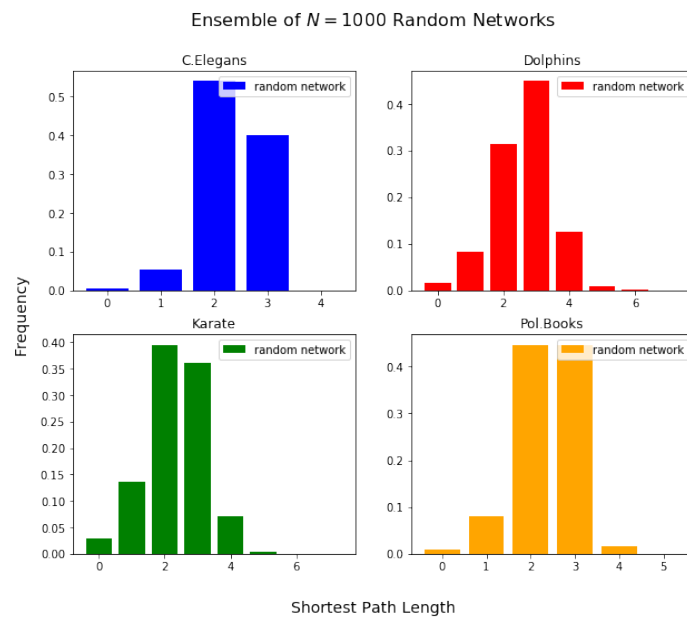 Ensemble of N = 1000 Random Networks
C.Elegans
random network
0.5
0.4
0.3
0.2
0.1
0.0
0 1 2 3 4
Dolphins
random network
0.4
0.3
0.2
0.1
0.0
0 2 4 6
Frequency
Karate
random network
0.40
0.35
0.30
0.25
0.20
0.15
0.10
0.05
0.00
0 2 4 6
Pol.Books
random network
0.4
0.3
0.2
0.1
0.0
0 1 2 3 4 5
Shortest Path Length